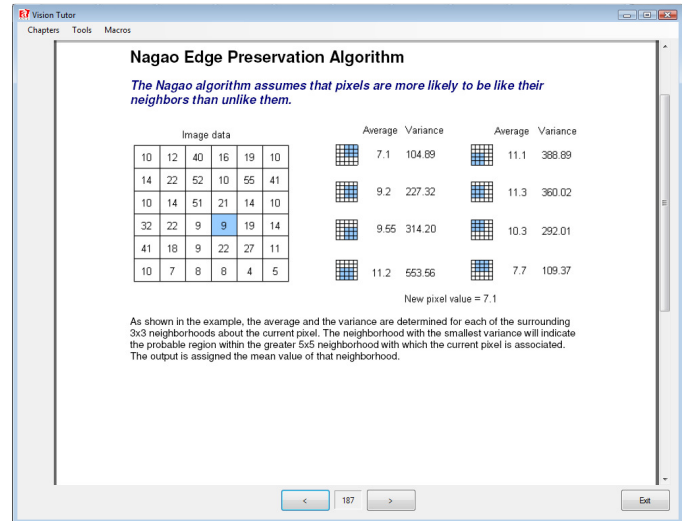 Vision Tutor
Chapters Tools Macros
Nagao Edge Preservation Algorithm
The Nagao algorithm assumes that pixels are more likely to be like their
neighbors than unlike them.
Image data
10 12 40 16 19 10
14 22 52 10 55 41
10 14 51 21 14 10
32 22 9 9 19 14
41 18 9 22 27 11
10 7 8 8 4 5
Average Variance
7.1 104.89
9.2 227.32
9.55 314.20
11.2 553.56
Average Variance
11.1 388.89
11.3 360.02
10.3 292.01
7.7 109.37
New pixel value = 7.1
As shown in the example, the average and the variance are determined for each of the surrounding
3x3 neighborhoods about the current pixel. The neighborhood with the smallest variance will indicate
the probable region within the greater 5x5 neighborhood with which the current pixel is associated.
The output is assigned the mean value of that neighborhood.
< 187 > Exit